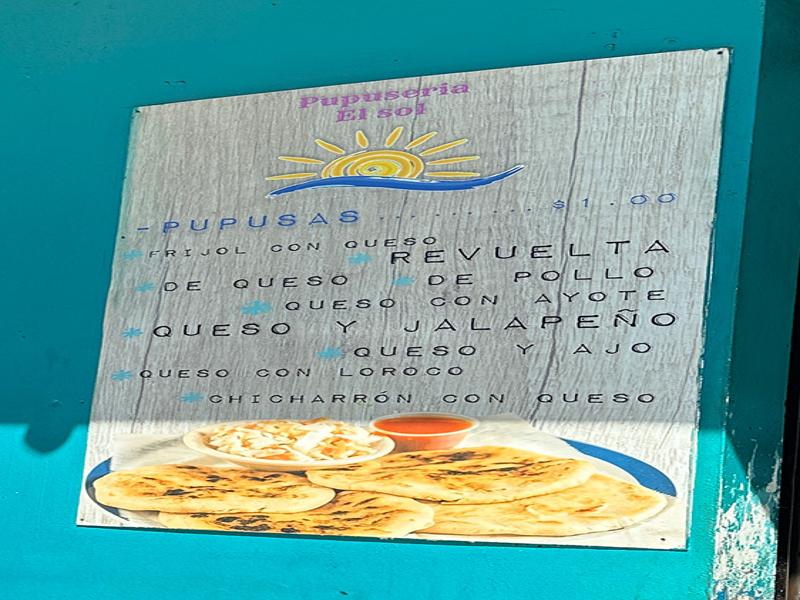 Pupuseria
El sol
-PUPUSAS ... ... ... $1.00
*FRIJOL CON QUESO
*REVUELTA
*DE QUESO *DE POLLO
*QUESO CON AYOTE
*QUESO Y JALAPEÑO
*QUESO Y AJO
*QUESO CON LOROCO
*CHICHARRÓN CON QUESO